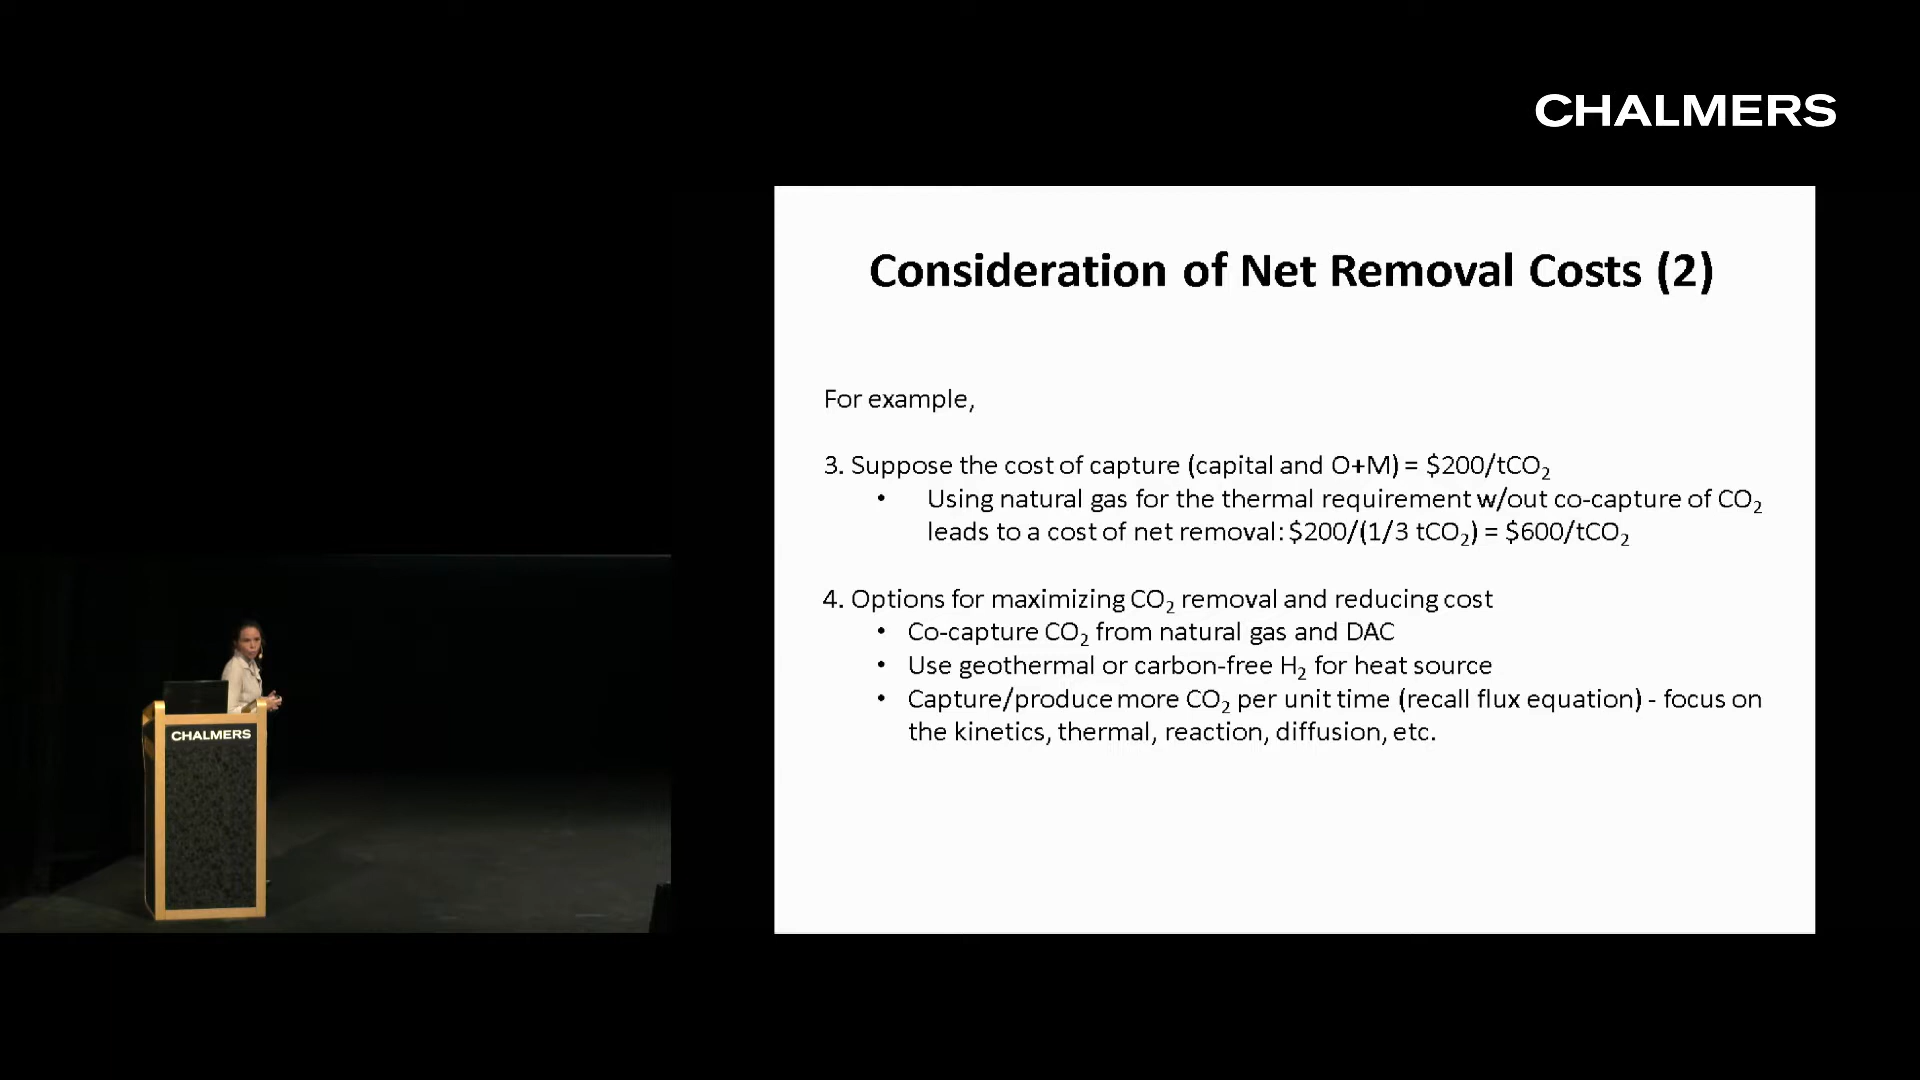 CHALMERS
Consideration of Net Removal Costs (2)
For example,
3. Suppose the cost of capture (capital and O+M) = $200/tCO₂
• Using natural gas for the thermal requirement w/out co-capture of CO₂
leads to a cost of net removal: $200/(1/3 tCO₂) = $600/tCO₂
4. Options for maximizing CO₂ removal and reducing cost
• Co-capture CO₂ from natural gas and DAC
• Use geothermal or carbon-free H₂ for heat source
• Capture/produce more CO₂ per unit time (recall flux equation) - focus on
the kinetics, thermal, reaction, diffusion, etc.
CHALMERS